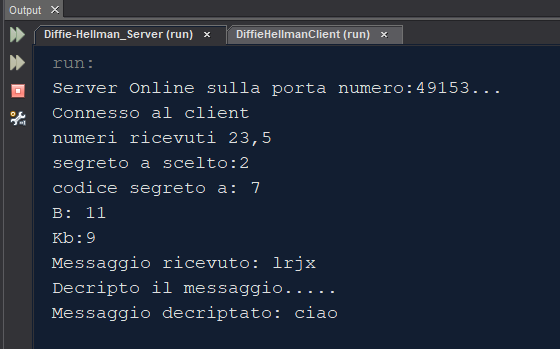 Output
Diffie-Hellman_Server (run)
DiffieHellmanClient (run)
run:
Server Online sulla porta numero:49153...
Connesso al client
numeri ricevuti 23,5
segreto a scelto:2
codice segreto a: 7
B: 11
Kb:9
Messaggio ricevuto: lrjx
Decripto il messaggio.....
Messaggio decriptato: ciao